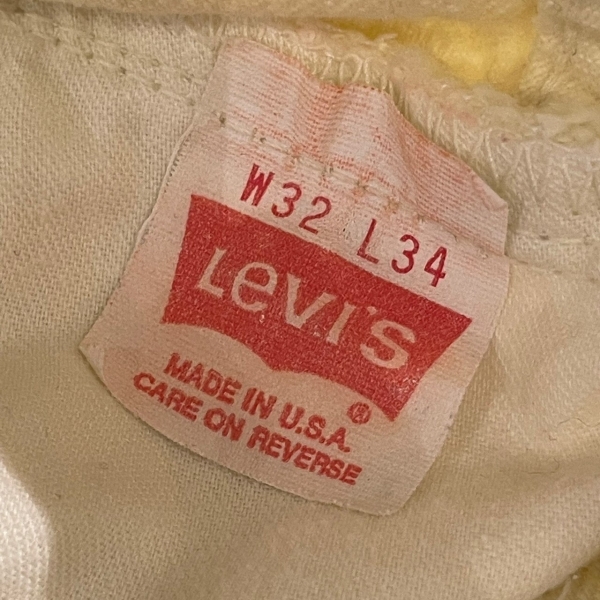 W32 L34
Levi's
®
MADE IN U.S.A.
CARE ON REVERSE